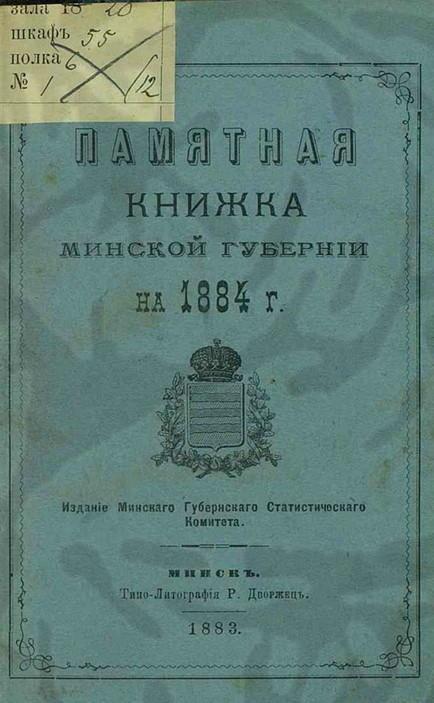 зала 18 20
шкафъ 55
полка 6
№ 1 12
ПАМЯТНАЯ
КНИЖКА
МИНСКОЙ ГУБЕРНІИ
НА 1884 Г.
Изданіе Минскаго Губернскаго Статистическаго
Комитета.
МИНСКЪ.
Типо-Литографія Р. Дворжецъ.
1883.